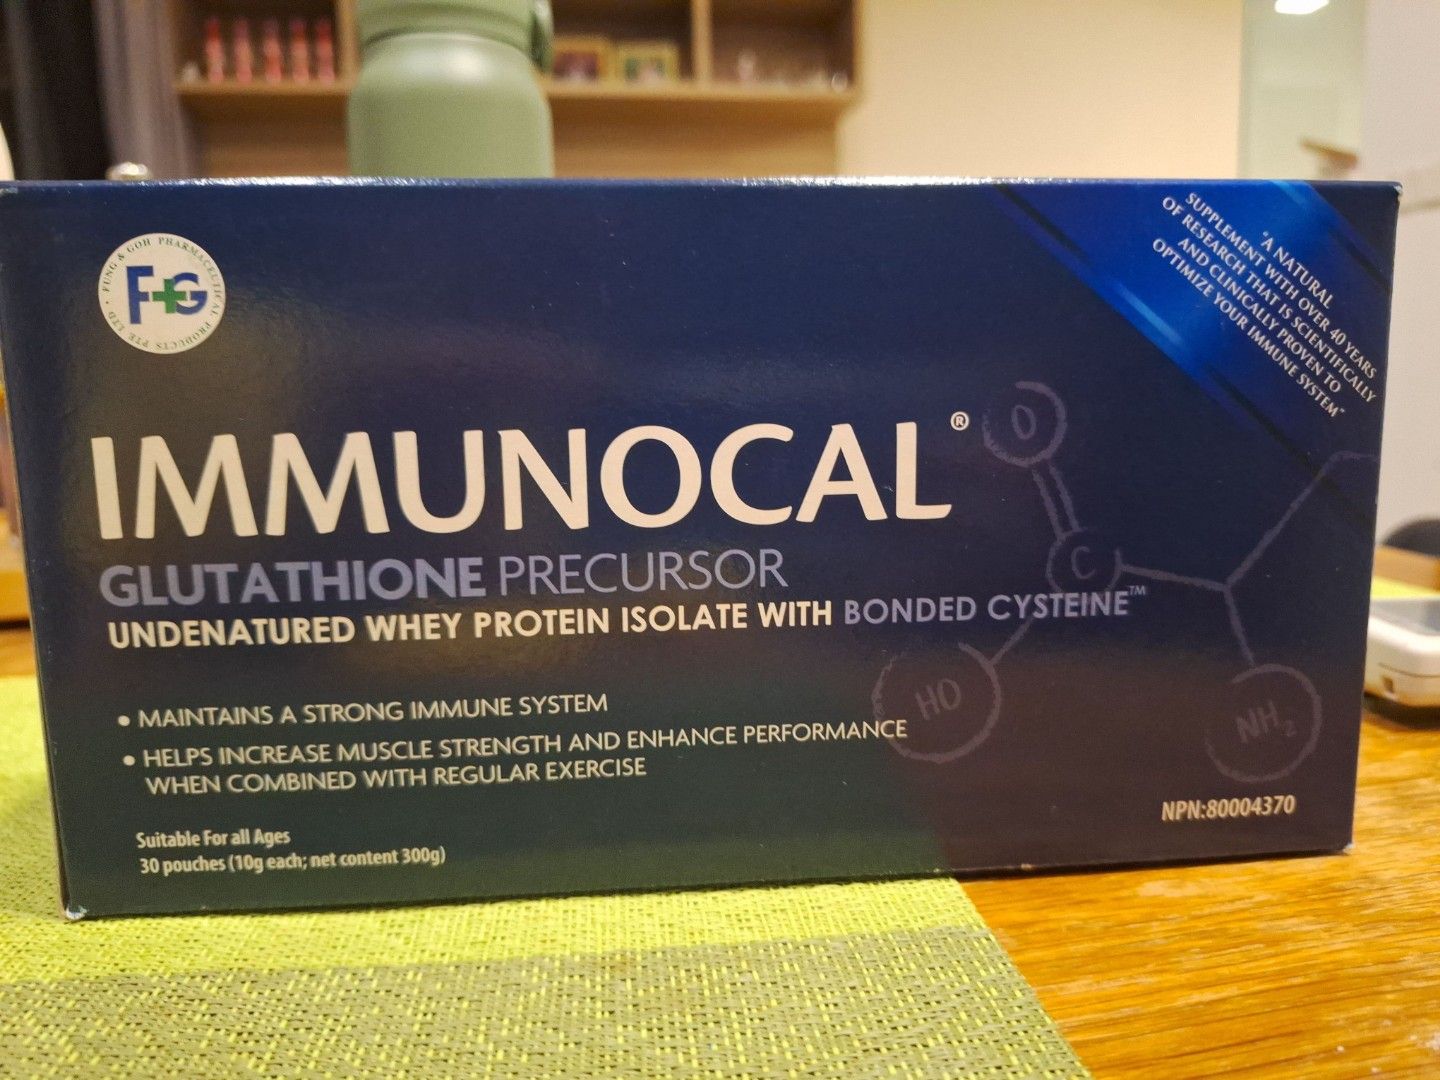 FUNG & GOH PHARMACEUTICAL PRODUCTS PTE LTD
F+G
"A NATURAL
SUPPLEMENT WITH OVER 40 YEARS
OF RESEARCH THAT IS SCIENTIFICALLY
AND CLINICALLY PROVEN TO
OPTIMIZE YOUR IMMUNE SYSTEM"
IMMUNOCAL®
GLUTATHIONE PRECURSOR
UNDENATURED WHEY PROTEIN ISOLATE WITH BONDED CYSTEINE™
O
C
HO
NH₂
• MAINTAINS A STRONG IMMUNE SYSTEM
• HELPS INCREASE MUSCLE STRENGTH AND ENHANCE PERFORMANCE
WHEN COMBINED WITH REGULAR EXERCISE
Suitable For all Ages
30 pouches (10g each; net content 300g)
NPN:80004370